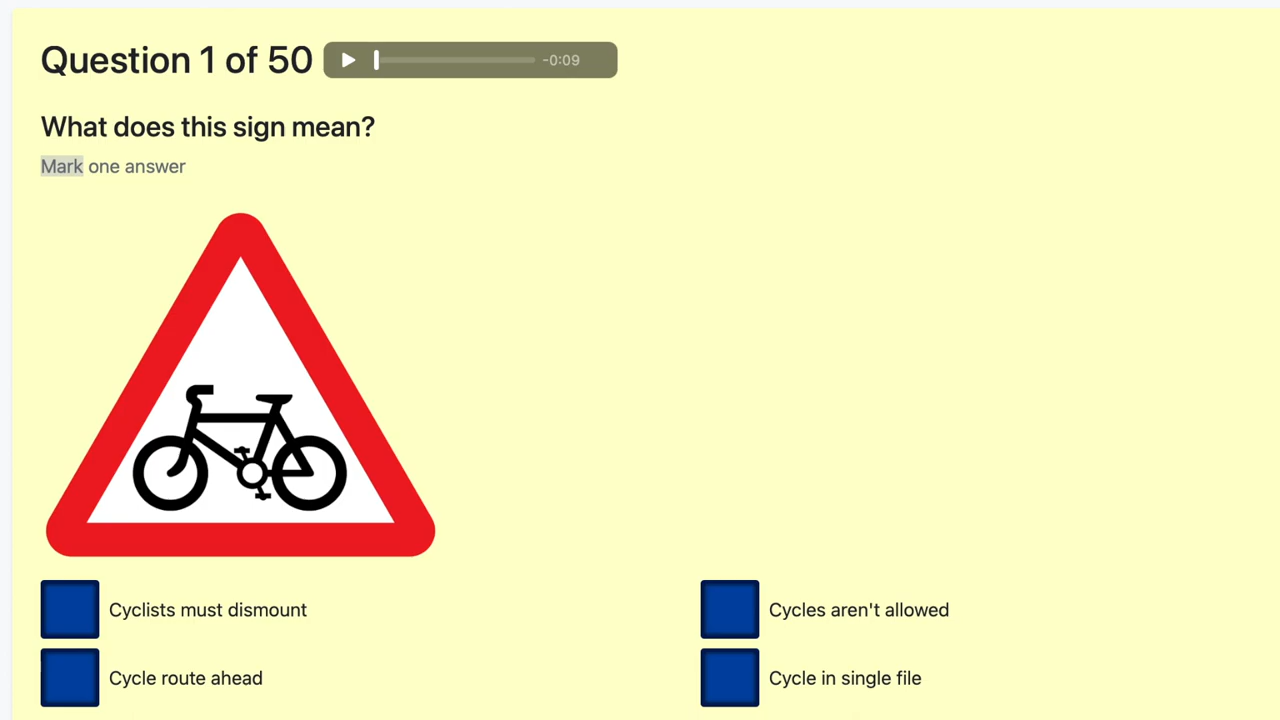 Question 1 of 50
-0:09
What does this sign mean?
Mark one answer
Cyclists must dismount
Cycles aren't allowed
Cycle route ahead
Cycle in single file